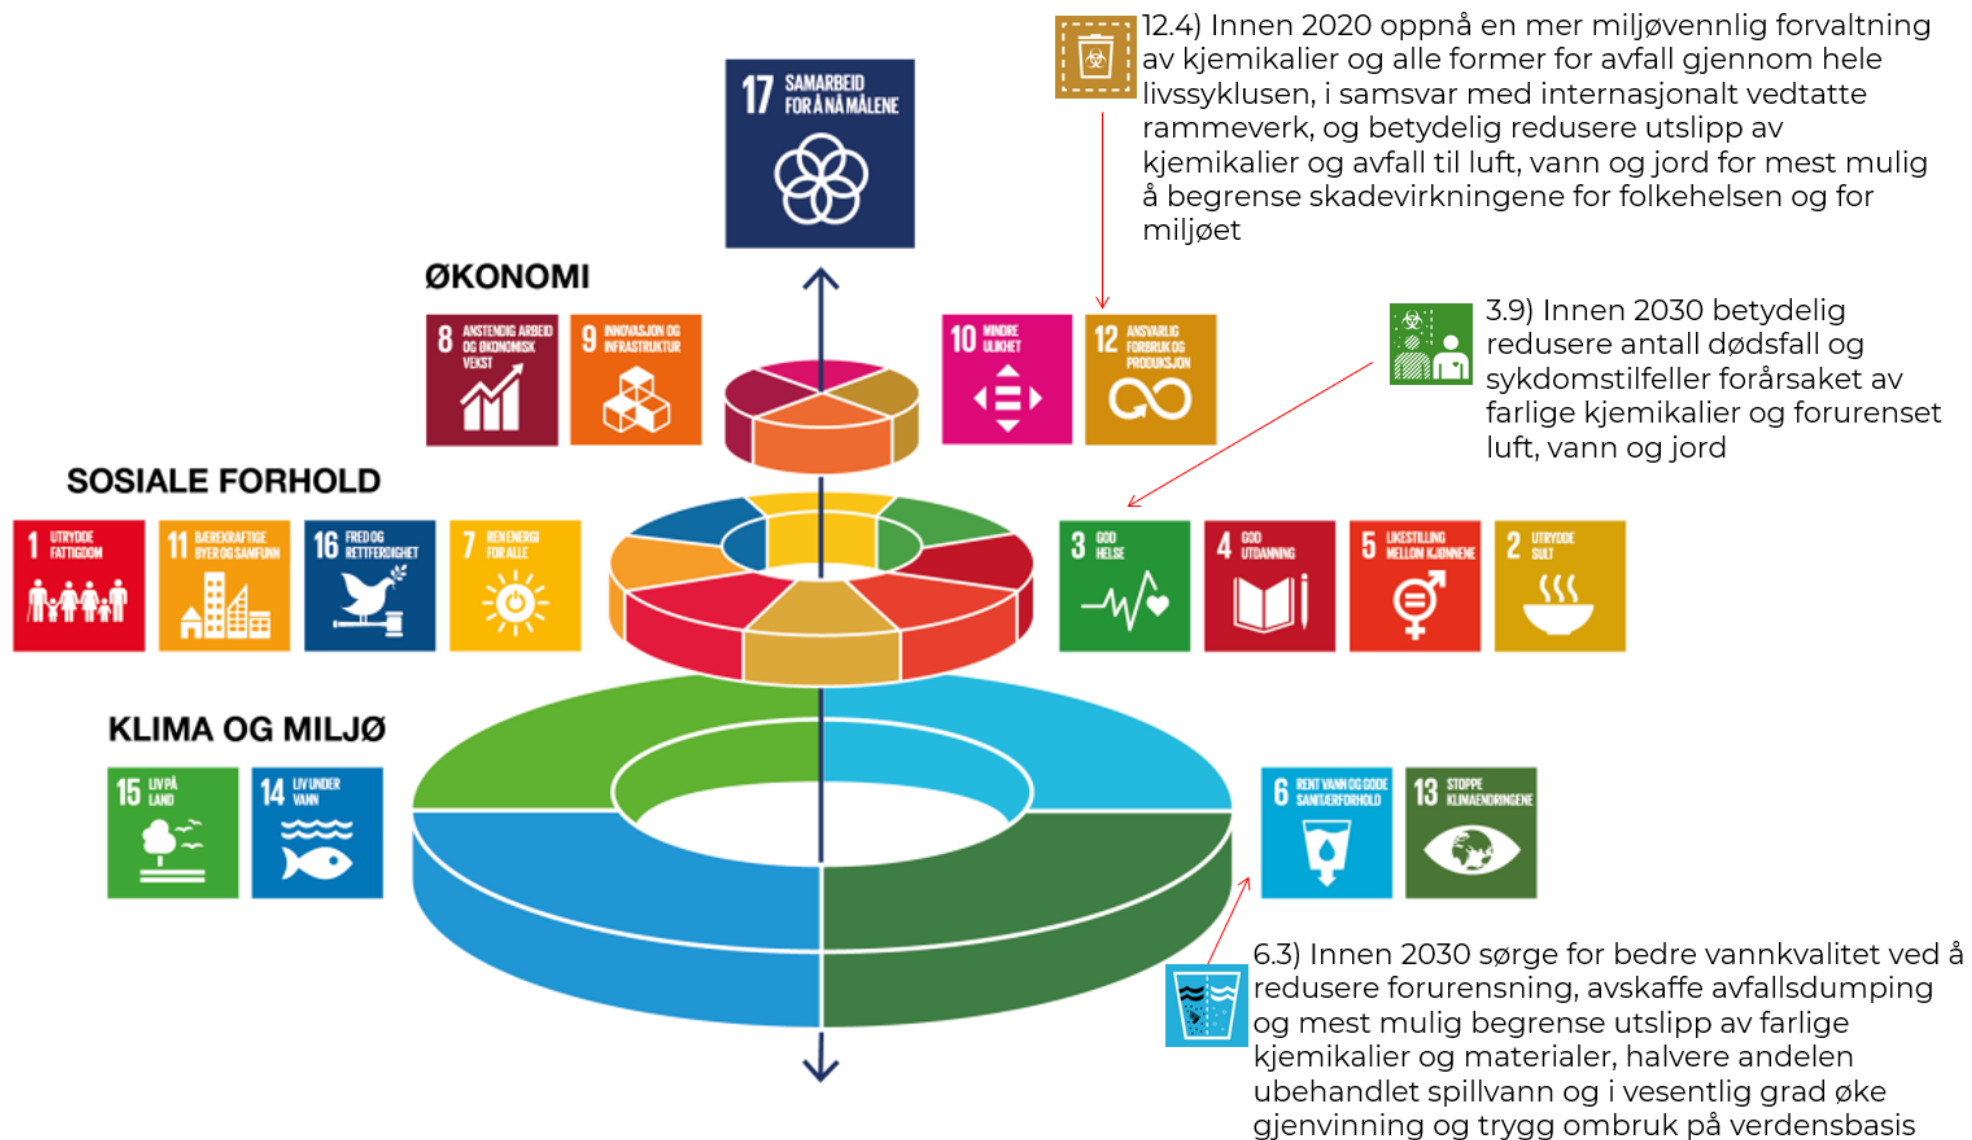 12.4) Innen 2020 oppnå en mer miljøvennlig forvaltning
av kjemikalier og alle former for avfall gjennom hele
livssyklusen, i samsvar med internasjonalt vedtatte
rammeverk, og betydelig redusere utslipp av
kjemikalier og avfall til luft, vann og jord for mest mulig
å begrense skadevirkningene for folkehelsen og for
miljøet
17 SAMARBEID
FOR Å NÅ MÅLENE
ØKONOMI
8 ANSTENDIG ARBEID
OG ØKONOMISK
VEKST
9 INNOVASJON OG
INFRASTRUKTUR
10 MINDRE
ULIKHET
12 ANSVARLIG
FORBRUK OG
PRODUKSJON
3.9) Innen 2030 betydelig
redusere antall dødsfall og
sykdomstilfeller forårsaket av
farlige kjemikalier og forurenset
luft, vann og jord
SOSIALE FORHOLD
1 UTRYDDE
FATTIGDOM
11 BÆREKRAFTIGE
BYER OG SAMFUNN
16 FRED OG
RETTFERDIGHET
7 REN ENERGI
FOR ALLE
3 GOD
HELSE
4 GOD
UTDANNING
5 LIKESTILLING
MELLOM KJØNNENE
2 UTRYDDE
SULT
KLIMA OG MILJØ
15 LIV PÅ
LAND
14 LIV UNDER
VANN
6 RENT VANN OG GODE
SANITÆRFORHOLD
13 STOPPE
KLIMAENDRINGENE
6.3) Innen 2030 sørge for bedre vannkvalitet ved å
redusere forurensning, avskaffe avfallsdumping
og mest mulig begrense utslipp av farlige
kjemikalier og materialer, halvere andelen
ubehandlet spillvann og i vesentlig grad øke
gjenvinning og trygg ombruk på verdensbasis